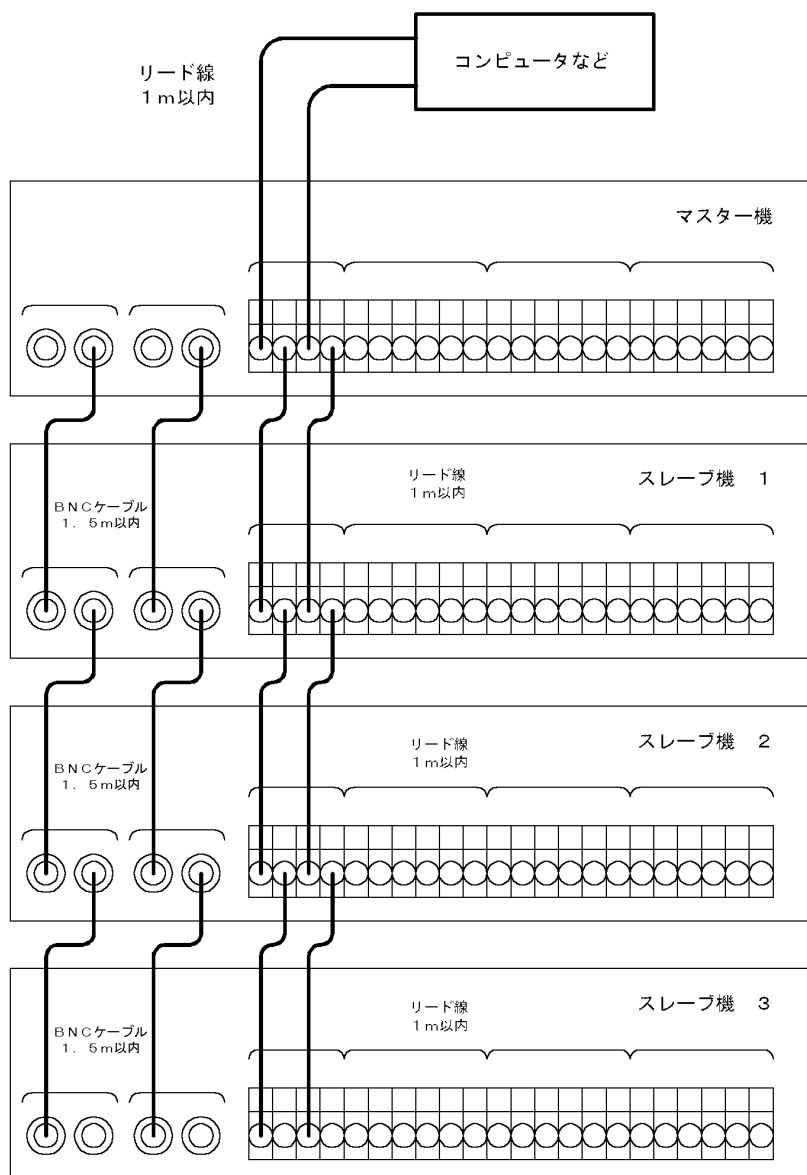 コンピュータなど
リード線
1m以内
マスター機
スレーブ機 1
リード線
1m以内
BNCケーブル
1.5m以内
スレーブ機 2
リード線
1m以内
BNCケーブル
1.5m以内
スレーブ機 3
リード線
1m以内
BNCケーブル
1.5m以内